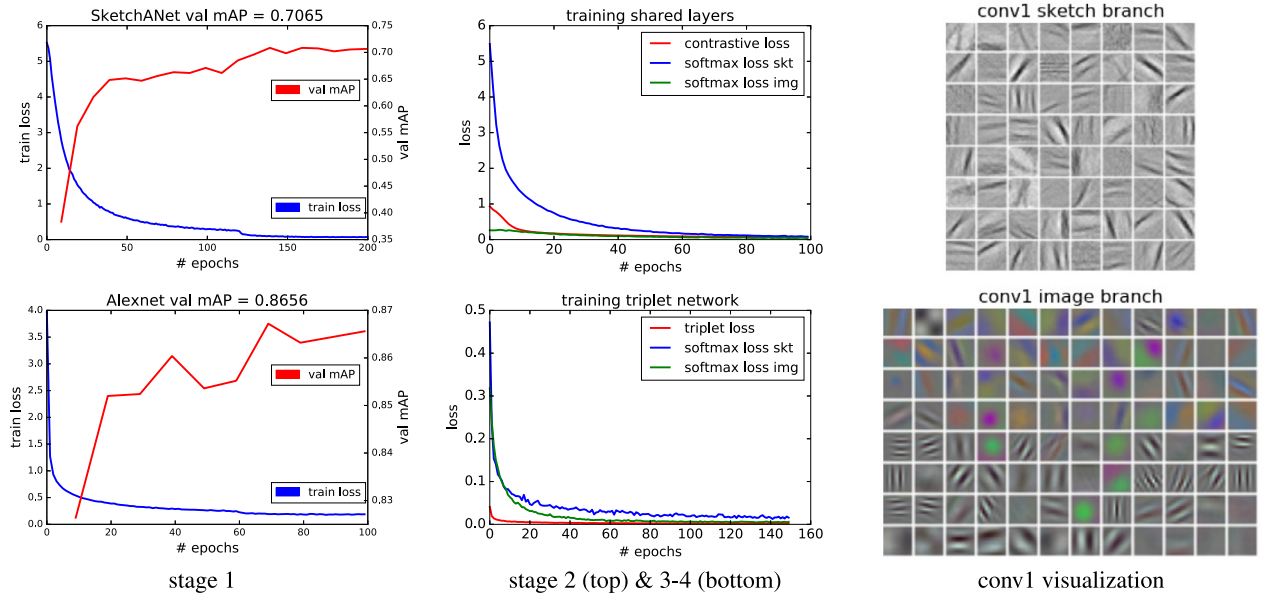 SketchANet val mAP = 0.7065
train loss
6
5
4
3
2
1
0
val mAP
train loss
0.75
0.70
0.65
0.60
0.55
0.50
0.45
0.40
0.35
val mAP
0 50 100 150 200
# epochs
training shared layers
loss
6
5
4
3
2
1
0
contrastive loss
softmax loss skt
softmax loss img
0 20 40 60 80 100
# epochs
conv1 sketch branch
Alexnet val mAP = 0.8656
train loss
4.0
3.5
3.0
2.5
2.0
1.5
1.0
0.5
0.0
val mAP
train loss
0.87
0.86
0.85
0.84
0.83
val mAP
0 20 40 60 80 100
# epochs
training triplet network
loss
0.5
0.4
0.3
0.2
0.1
0.0
triplet loss
softmax loss skt
softmax loss img
0 20 40 60 80 100 120 140 160
# epochs
conv1 image branch
stage 1
stage 2 (top) & 3-4 (bottom)
conv1 visualization